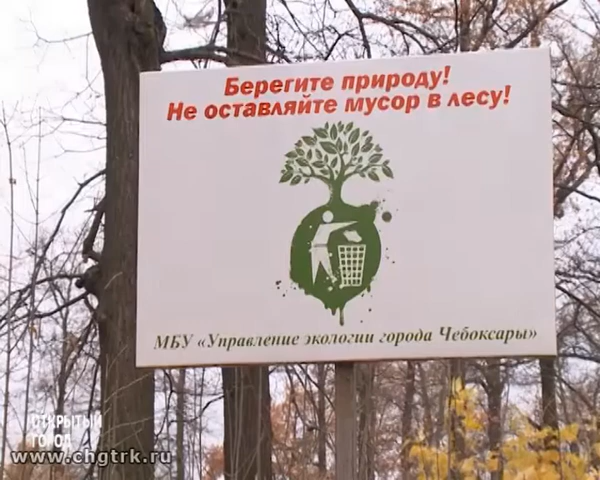 Берегите природу!
Не оставляйте мусор в лесу!
МБУ «Управление экологии города Чебоксары»
ОТКРЫТЫЙ
ГОРОД
www.chgtrk.ru